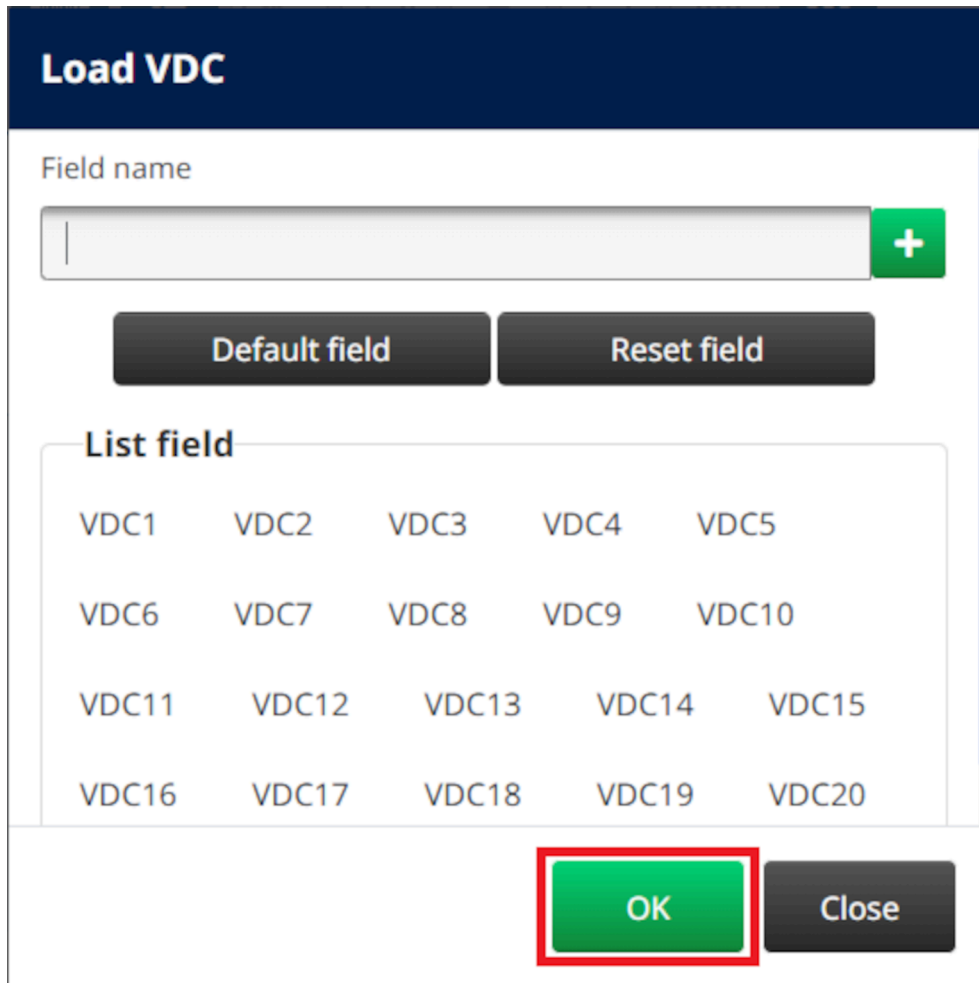 Load VDC
Field name
+
Default field Reset field
List field
VDC1 VDC2 VDC3 VDC4 VDC5
VDC6 VDC7 VDC8 VDC9 VDC10
VDC11 VDC12 VDC13 VDC14 VDC15
VDC16 VDC17 VDC18 VDC19 VDC20
OK Close